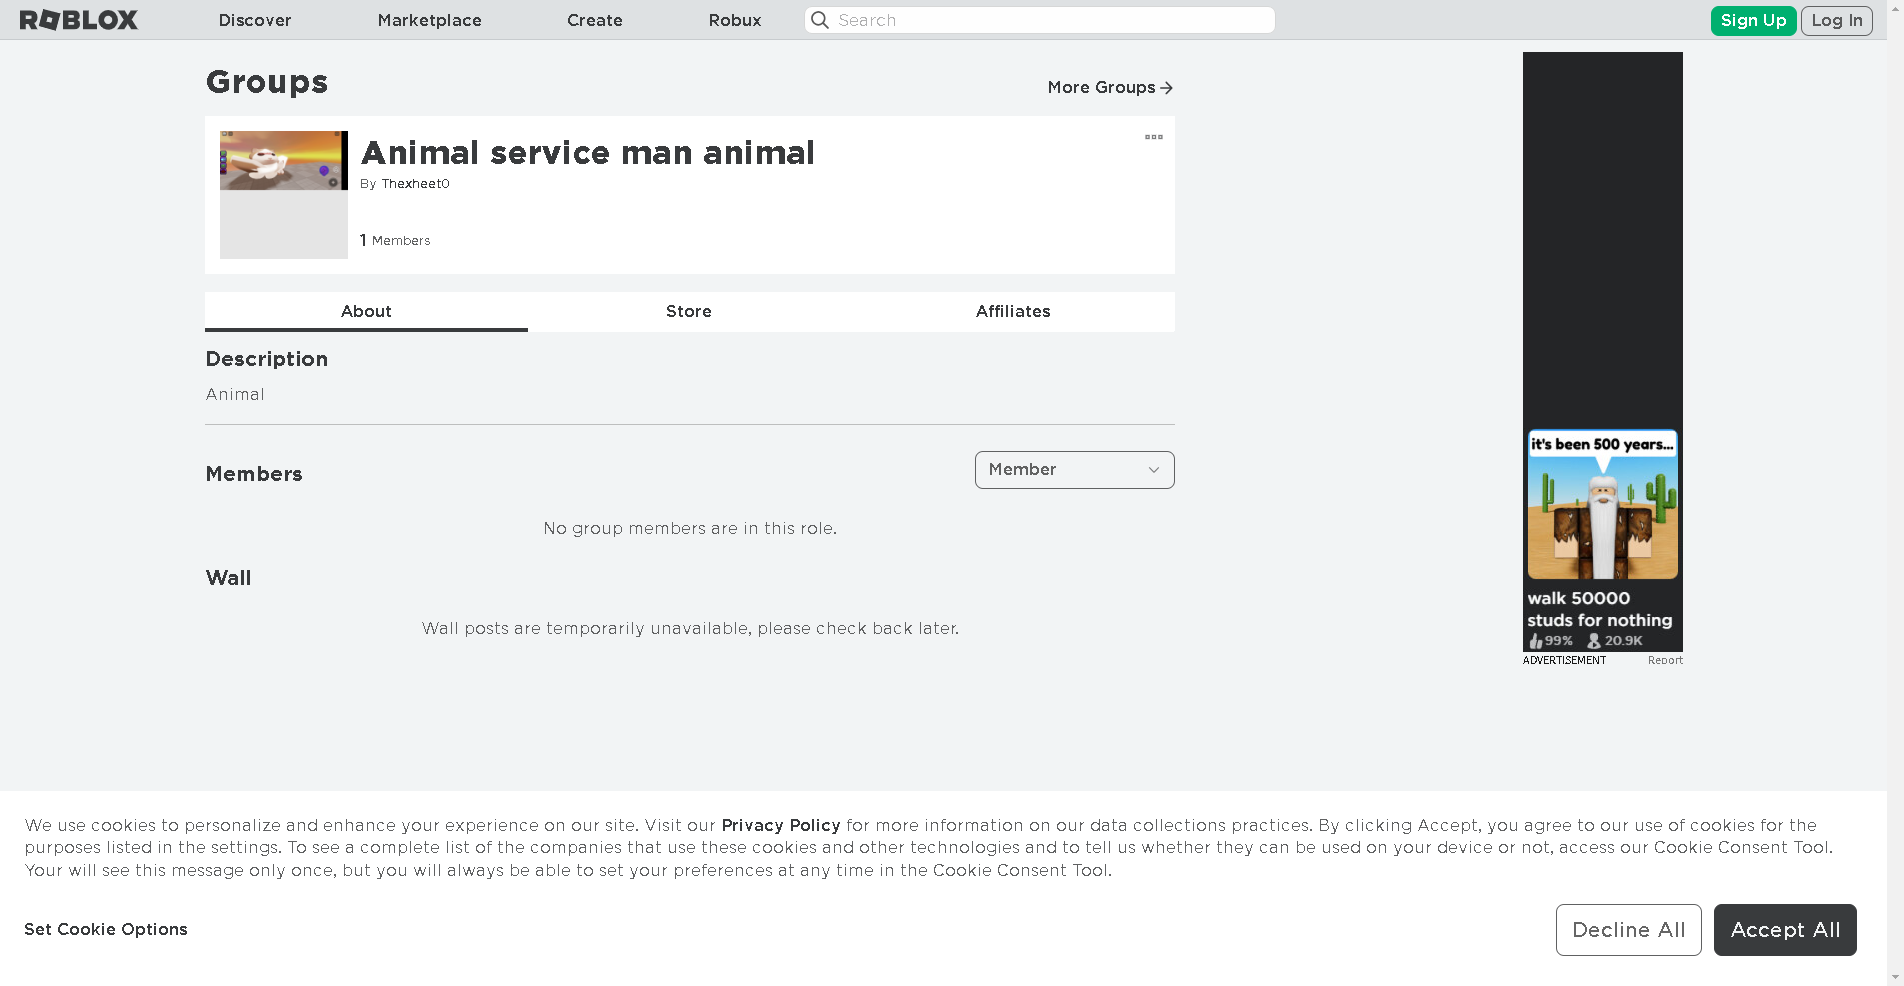 ROBLOX Discover Marketplace Create Robux Search Sign Up Log In
Groups
More Groups
Animal service man animal
By Thexheet0
1 Members
About Store Affiliates
Description
Animal
Members
Member
No group members are in this role.
Wall
Wall posts are temporarily unavailable, please check back later.
it's been 500 years...
walk 50000
studs for nothing
99% 20.9K
ADVERTISEMENT Report
We use cookies to personalize and enhance your experience on our site. Visit our Privacy Policy for more information on our data collections practices. By clicking Accept, you agree to our use of cookies for the
purposes listed in the settings. To see a complete list of the companies that use these cookies and other technologies and to tell us whether they can be used on your device or not, access our Cookie Consent Tool.
Your will see this message only once, but you will always be able to set your preferences at any time in the Cookie Consent Tool.
Set Cookie Options
Decline All Accept All